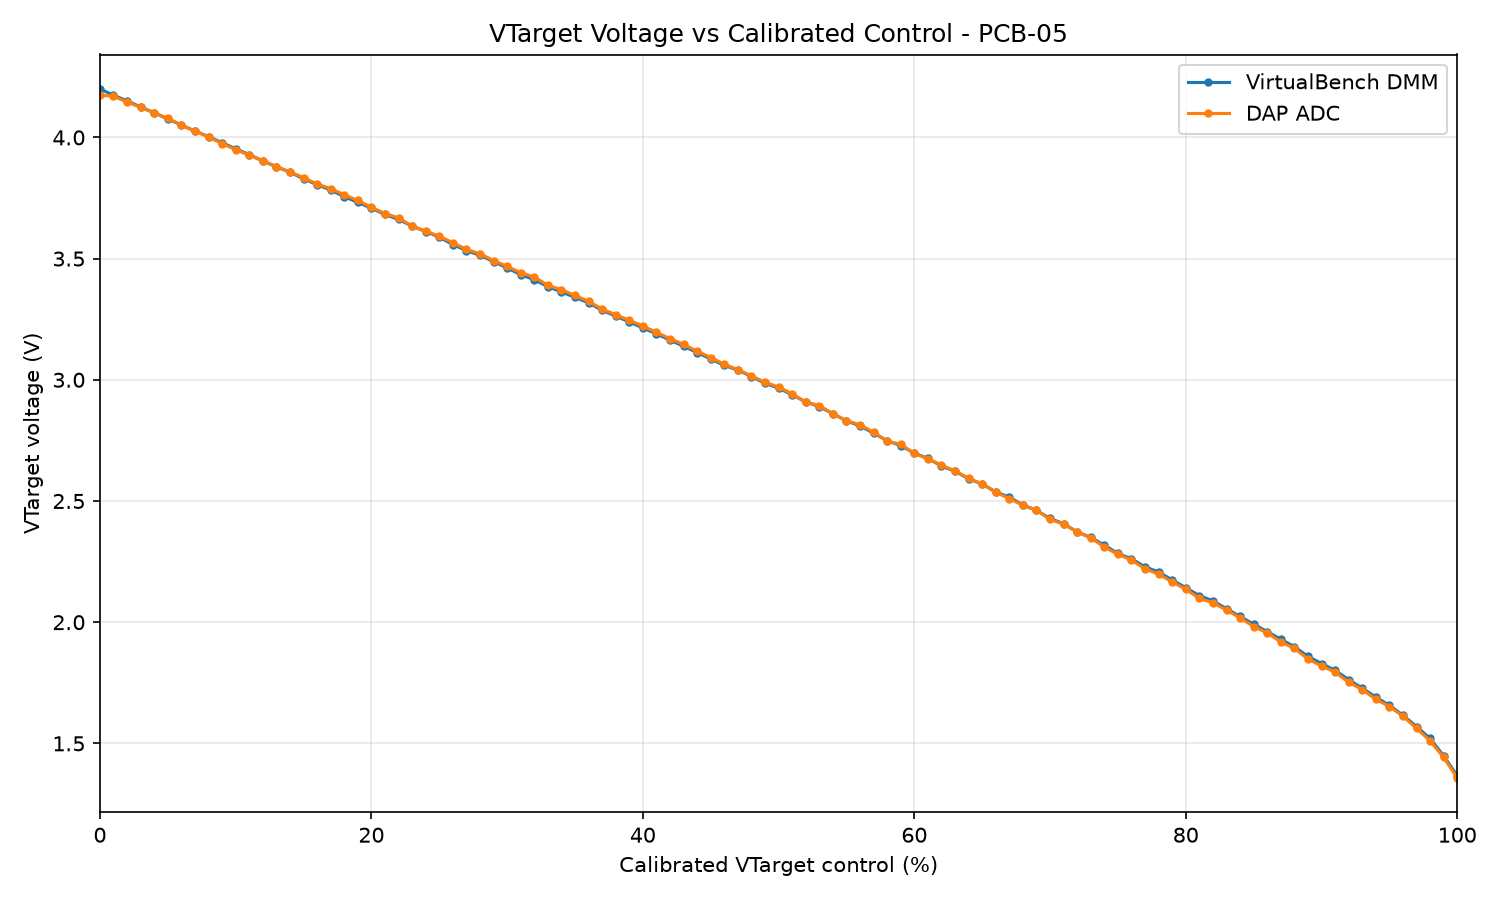 VTarget Voltage vs Calibrated Control - PCB-05
VirtualBench DMM
DAP ADC
VTarget voltage (V)
4.0
3.5
3.0
2.5
2.0
1.5
0 20 40 60 80 100
Calibrated VTarget control (%)